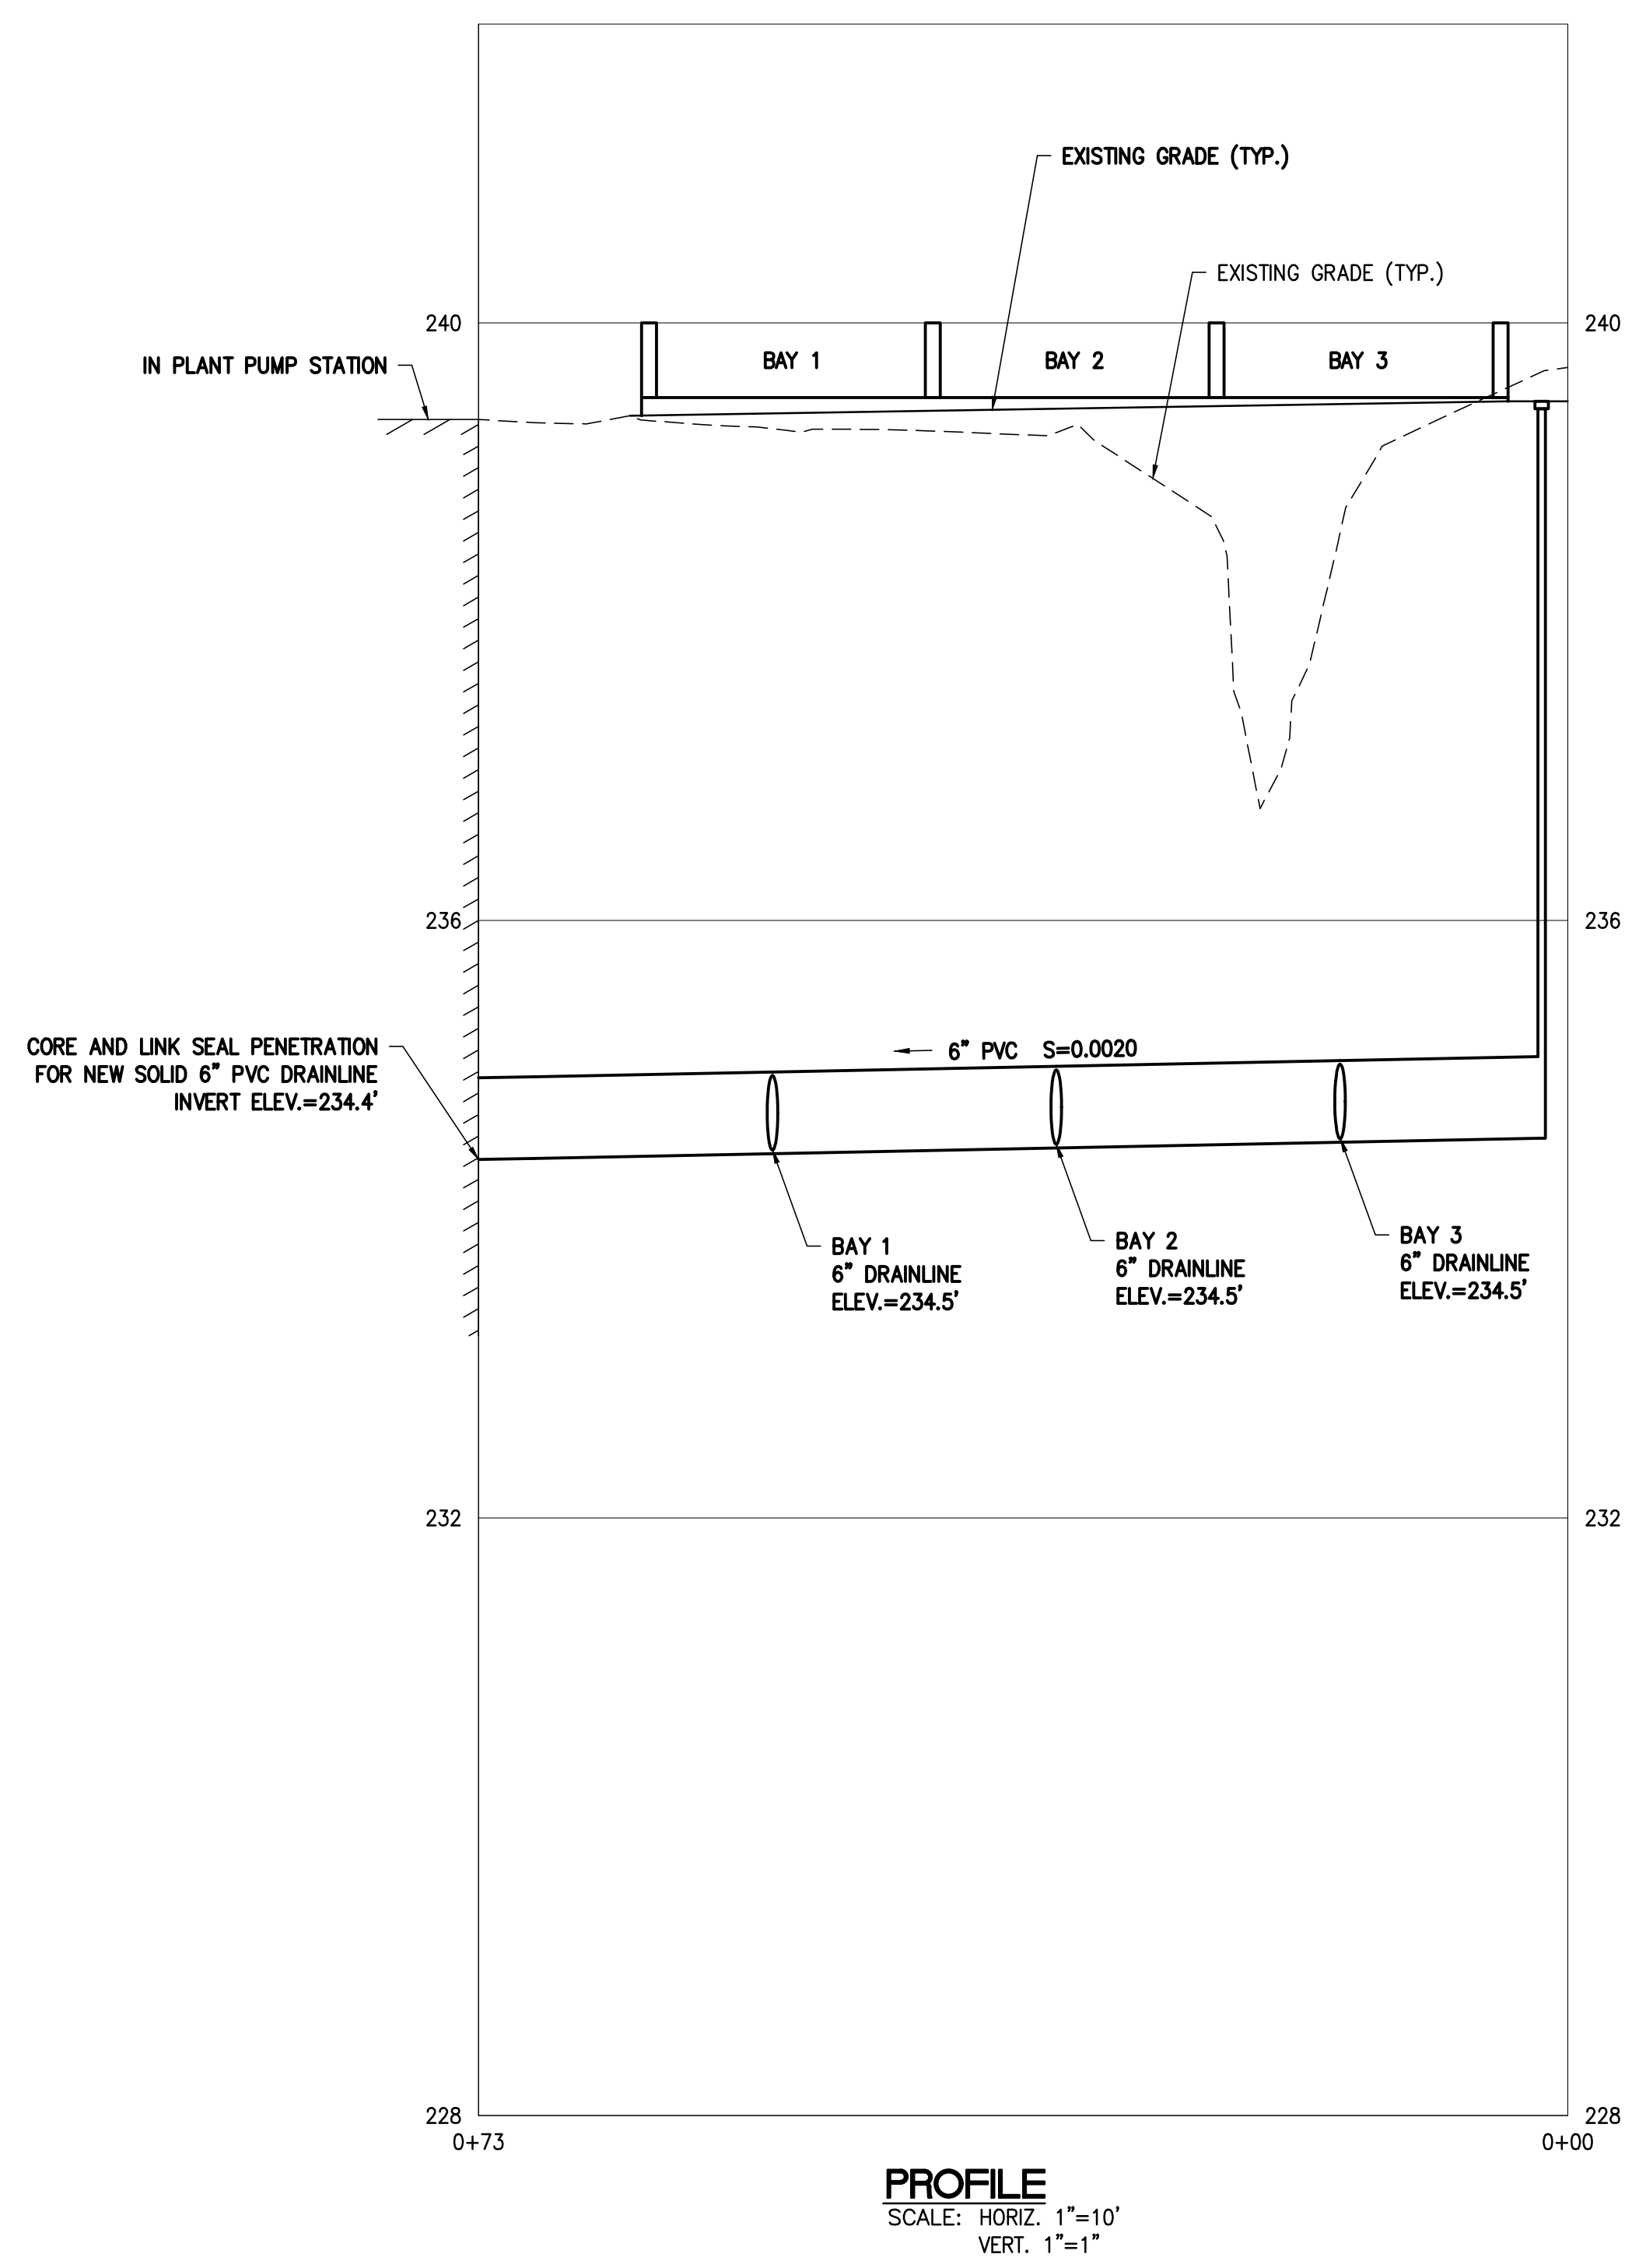 EXISTING GRADE (TYP.)
EXISTING GRADE (TYP.)
240
240
IN PLANT PUMP STATION
BAY 1
BAY 2
BAY 3
236
236
CORE AND LINK SEAL PENETRATION
FOR NEW SOLID 6" PVC DRAINLINE
INVERT ELEV.=234.4'
6" PVC S=0.0020
BAY 1
6" DRAINLINE
ELEV.=234.5'
BAY 2
6" DRAINLINE
ELEV.=234.5'
BAY 3
6" DRAINLINE
ELEV.=234.5'
232
232
228
228
0+73
0+00
PROFILE
SCALE: HORIZ. 1"=10'
VERT. 1"=1"